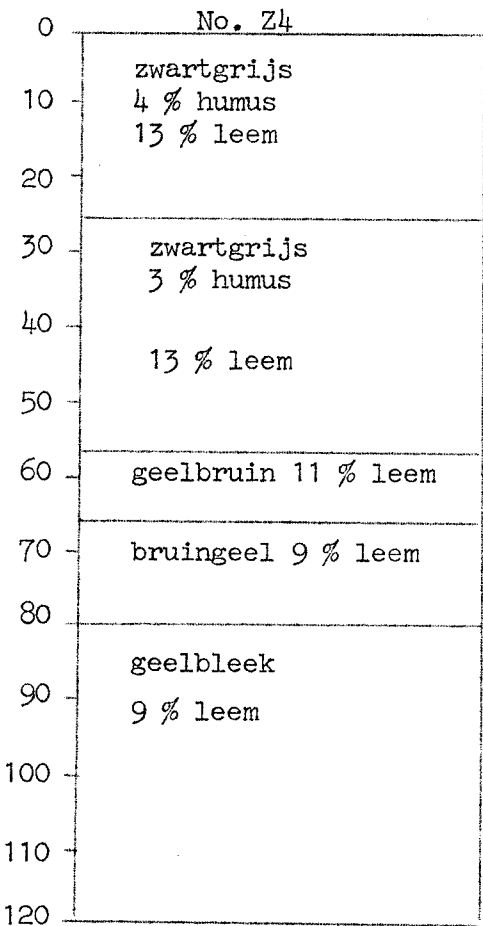 No. Z4
0
zwartgrijs
10
4 % humus
13 % leem
20
30
zwartgrijs
3 % humus
40
13 % leem
50
60
geelbruin 11 % leem
70
bruingeel 9 % leem
80
geelbleek
90
9 % leem
100
110
120